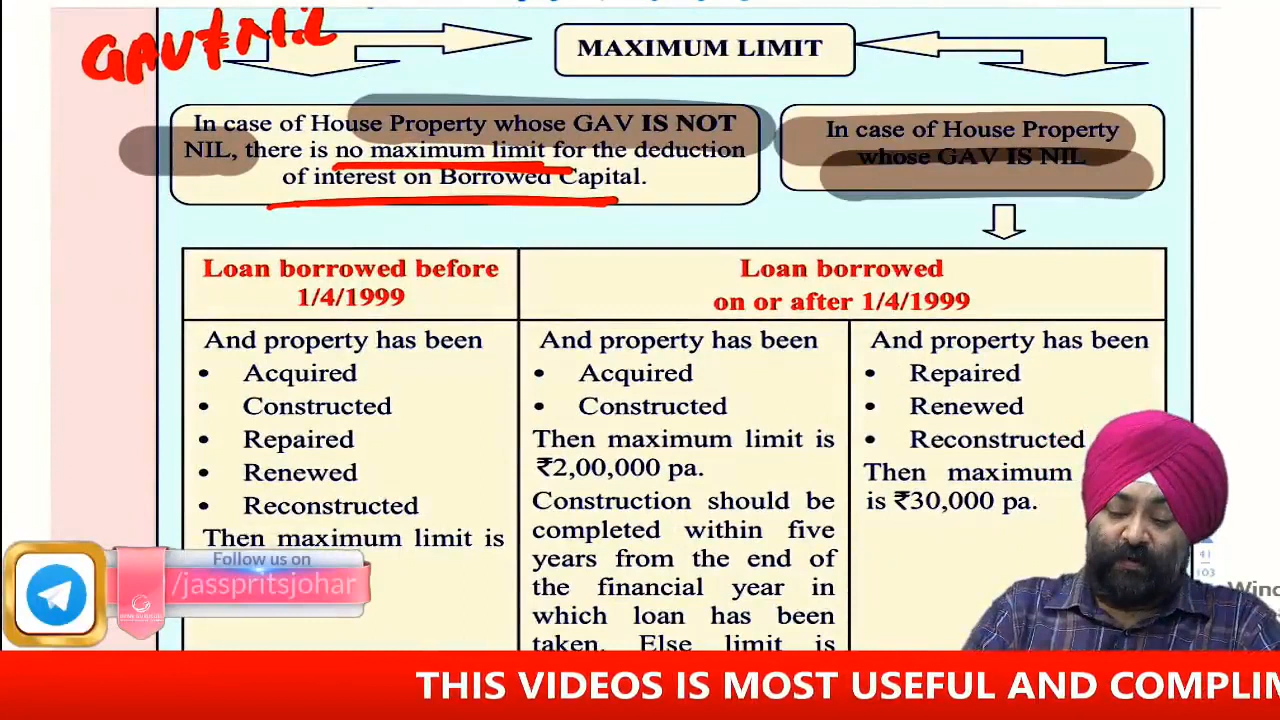 GAV ≠ Nil
MAXIMUM LIMIT
In case of House Property whose GAV IS NOT
NIL, there is no maximum limit for the deduction
of interest on Borrowed Capital.
In case of House Property
whose GAV IS NIL
Loan borrowed before
1/4/1999
Loan borrowed
on or after 1/4/1999
And property has been
• Acquired
• Constructed
• Repaired
• Renewed
• Reconstructed
Then maximum limit is
And property has been
• Acquired
• Constructed
Then maximum limit is
₹2,00,000 pa.
Construction should be
completed within five
years from the end of
the financial year in
which loan has been
taken. Else limit is
And property has been
• Repaired
• Renewed
• Reconstructed
Then maximum
is ₹30,000 pa.
Follow us on
/jasspritsjohar
41
103
Wind
THIS VIDEOS IS MOST USEFUL AND COMPLIM